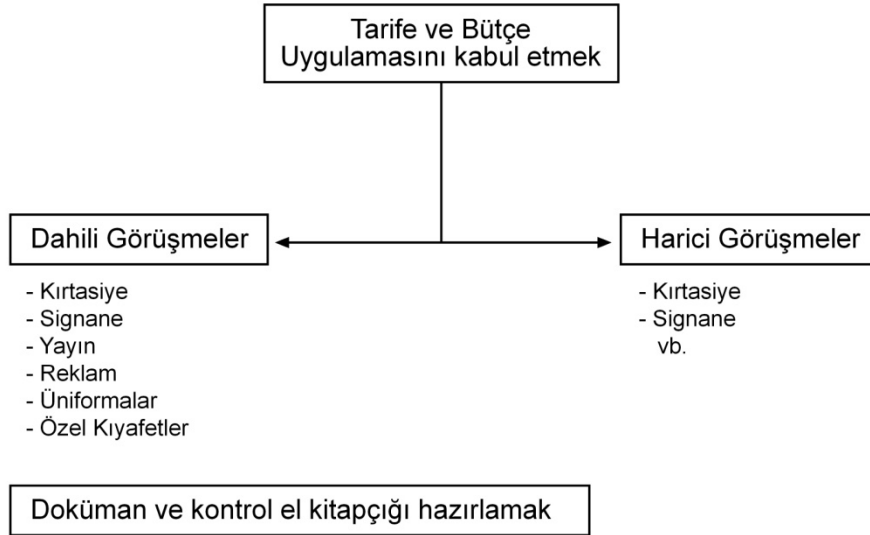 Tarife ve Bütçe
Uygulamasını kabul etmek
Dahili Görüşmeler
- Kırtasiye
- Signane
- Yayın
- Reklam
- Üniformalar
- Özel Kıyafetler
Harici Görüşmeler
- Kırtasiye
- Signane
vb.
Doküman ve kontrol el kitapçığı hazırlamak